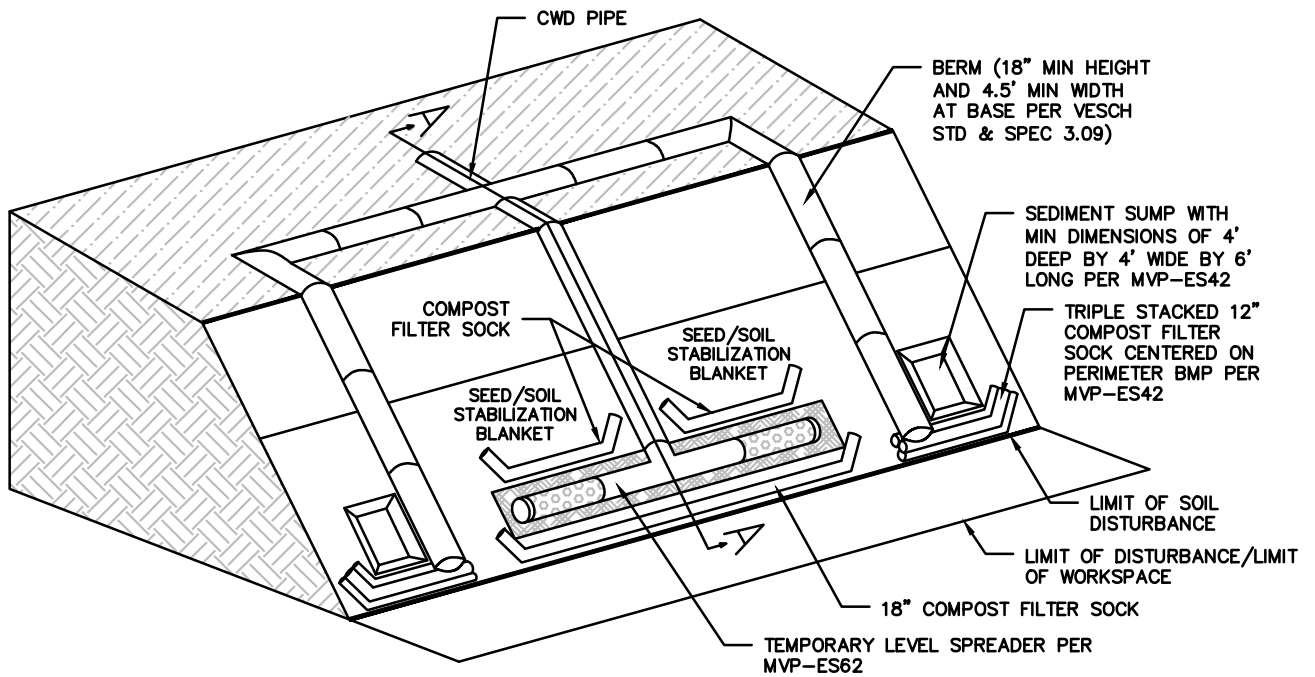 CWD PIPE
BERM (18" MIN HEIGHT
AND 4.5' MIN WIDTH
AT BASE PER VESCH
STD & SPEC 3.09)
A
SEDIMENT SUMP WITH
MIN DIMENSIONS OF 4'
DEEP BY 4' WIDE BY 6'
LONG PER MVP-ES42
COMPOST
FILTER SOCK
TRIPLE STACKED 12"
COMPOST FILTER
SOCK CENTERED ON
PERIMETER BMP PER
MVP-ES42
SEED/SOIL
STABILIZATION
BLANKET
SEED/SOIL
STABILIZATION
BLANKET
A
LIMIT OF SOIL
DISTURBANCE
LIMIT OF DISTURBANCE/LIMIT
OF WORKSPACE
18" COMPOST FILTER SOCK
TEMPORARY LEVEL SPREADER PER
MVP-ES62